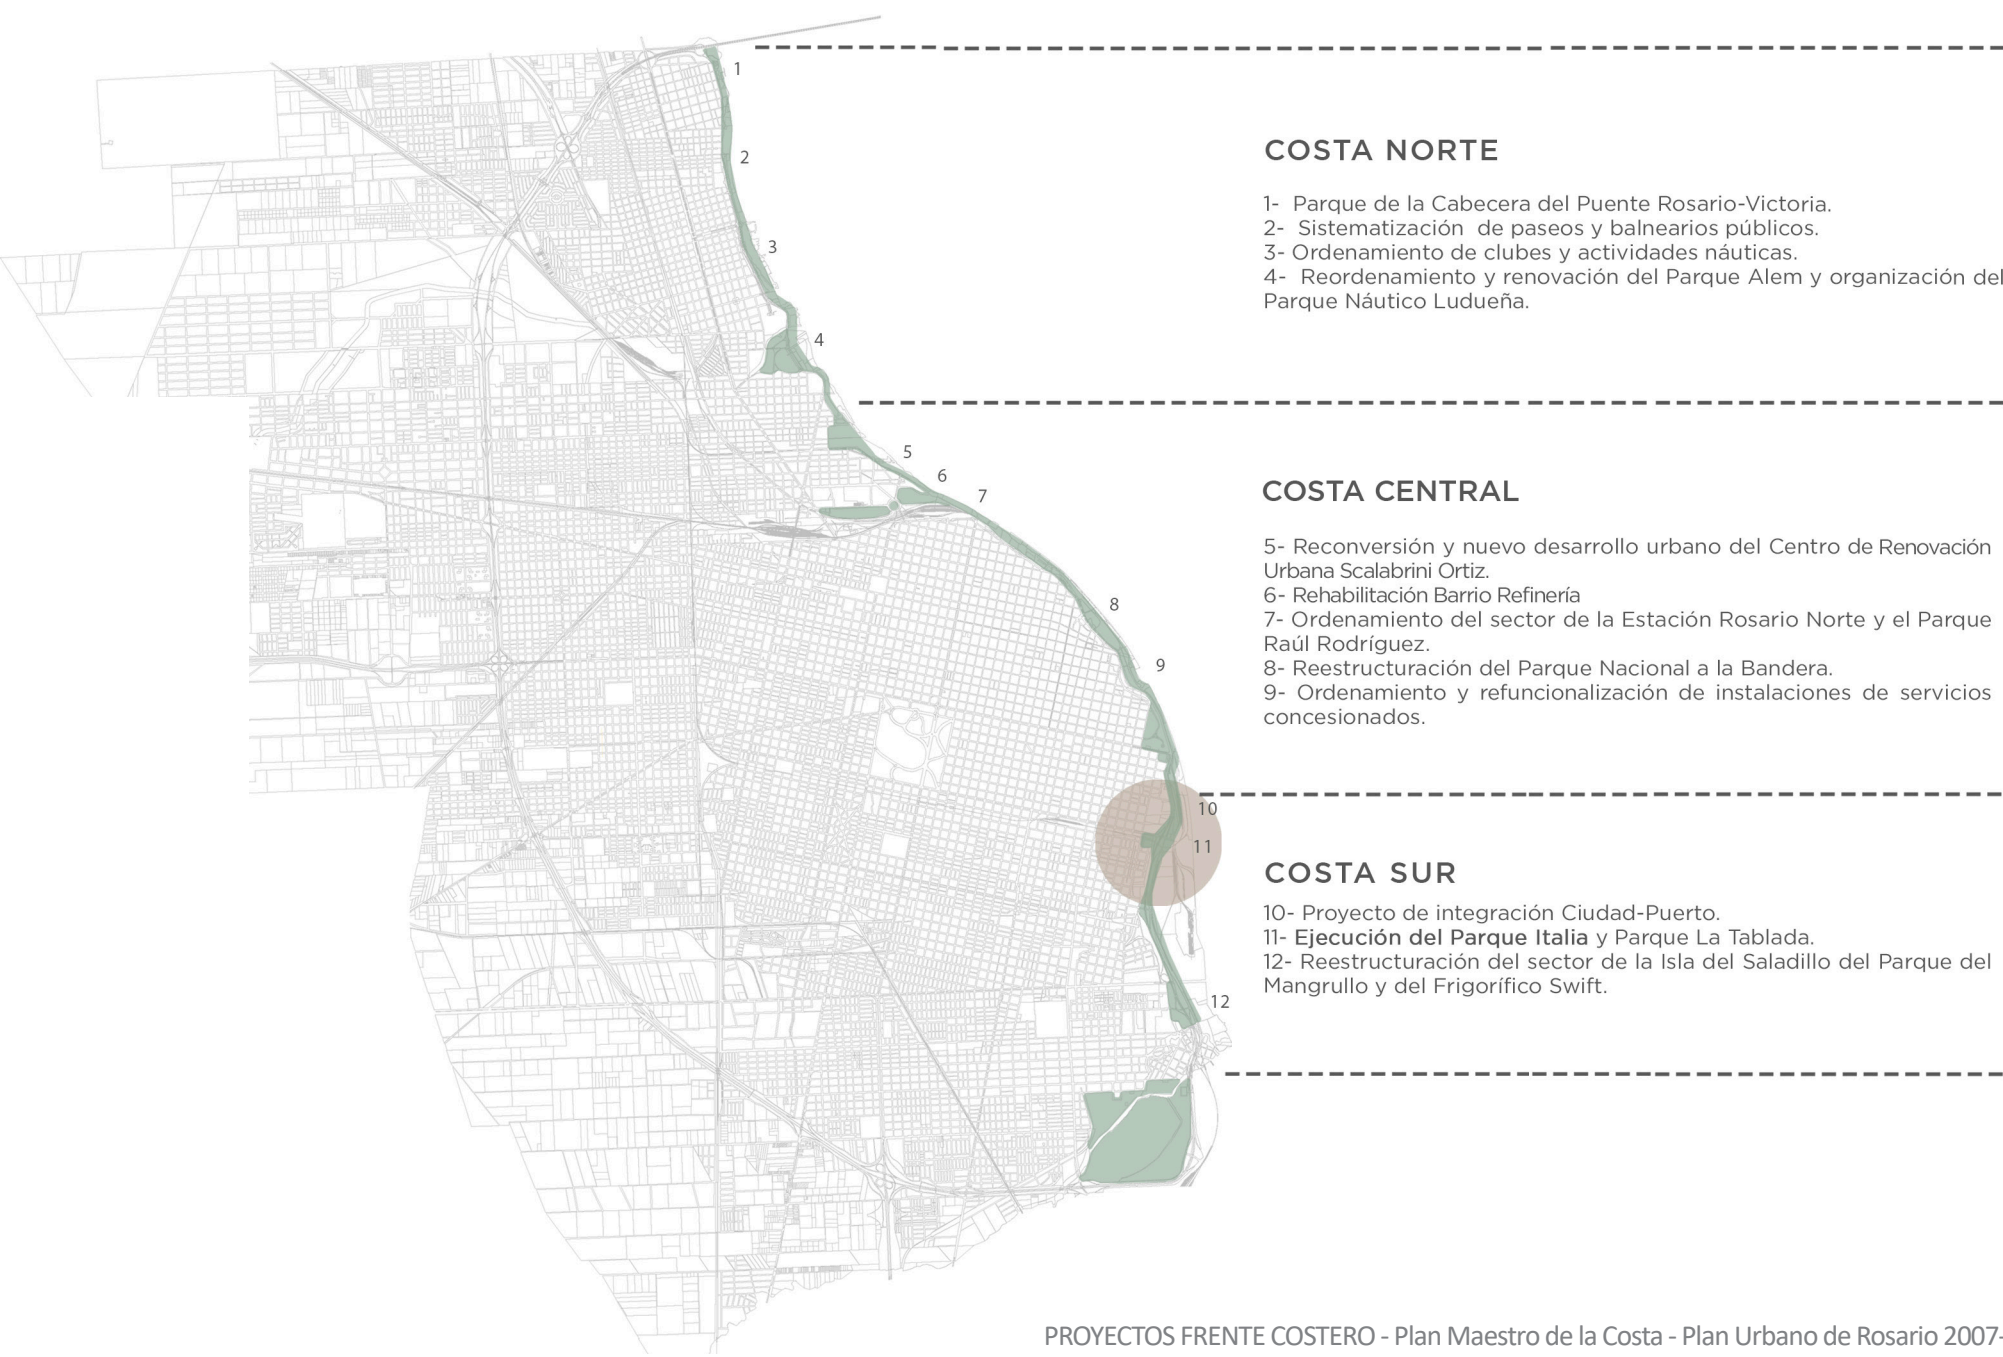 1
2
3
4
5
6
7
8
9
10
11
12
COSTA NORTE
1- Parque de la Cabecera del Puente Rosario-Victoria.
2- Sistematización de paseos y balnearios públicos.
3- Ordenamiento de clubes y actividades náuticas.
4- Reordenamiento y renovación del Parque Alem y organización del
Parque Náutico Ludueña.
COSTA CENTRAL
5- Reconversión y nuevo desarrollo urbano del Centro de Renovación
Urbana Scalabrini Ortiz.
6- Rehabilitación Barrio Refinería
7- Ordenamiento del sector de la Estación Rosario Norte y el Parque
Raúl Rodríguez.
8- Reestructuración del Parque Nacional a la Bandera.
9- Ordenamiento y refuncionalización de instalaciones de servicios
concesionados.
COSTA SUR
10- Proyecto de integración Ciudad-Puerto.
11- Ejecución del Parque Italia y Parque La Tablada.
12- Reestructuración del sector de la Isla del Saladillo del Parque del
Mangrullo y del Frigorífico Swift.
PROYECTOS FRENTE COSTERO - Plan Maestro de la Costa - Plan Urbano de Rosario 2007-